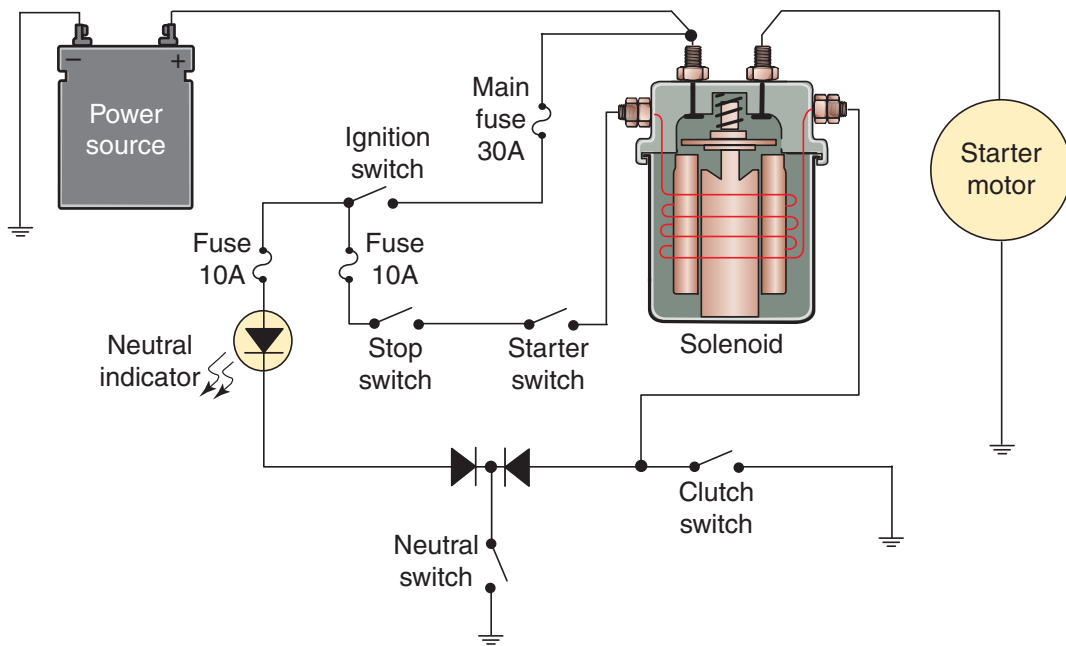 − +
Power
source
Main
fuse
30A
Ignition
switch
Starter
motor
Fuse
10A
Fuse
10A
Solenoid
Neutral
indicator
Stop
switch
Starter
switch
Clutch
switch
Neutral
switch